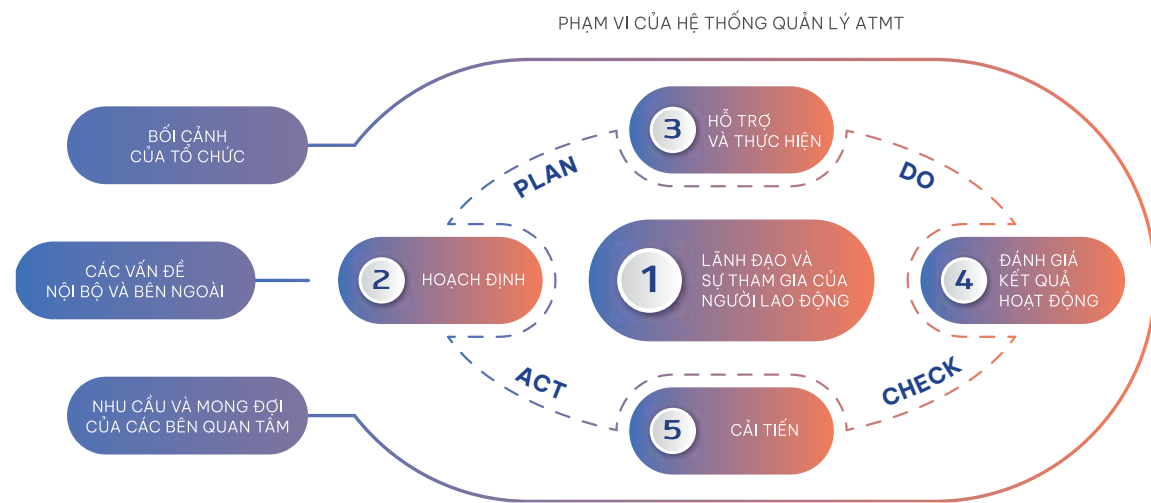 PHẠM VI CỦA HỆ THỐNG QUẢN LÝ ATMT
BỐI CẢNH
CỦA TỔ CHỨC
CÁC VẤN ĐỀ
NỘI BỘ VÀ BÊN NGOÀI
NHU CẦU VÀ MONG ĐỢI
CỦA CÁC BÊN QUAN TÂM
3
HỖ TRỢ
VÀ THỰC HIỆN
PLAN
DO
2
HOẠCH ĐỊNH
1
LÃNH ĐẠO VÀ
SỰ THAM GIA CỦA
NGƯỜI LAO ĐỘNG
4
ĐÁNH GIÁ
KẾT QUẢ
HOẠT ĐỘNG
ACT
CHECK
5
CẢI TIẾN